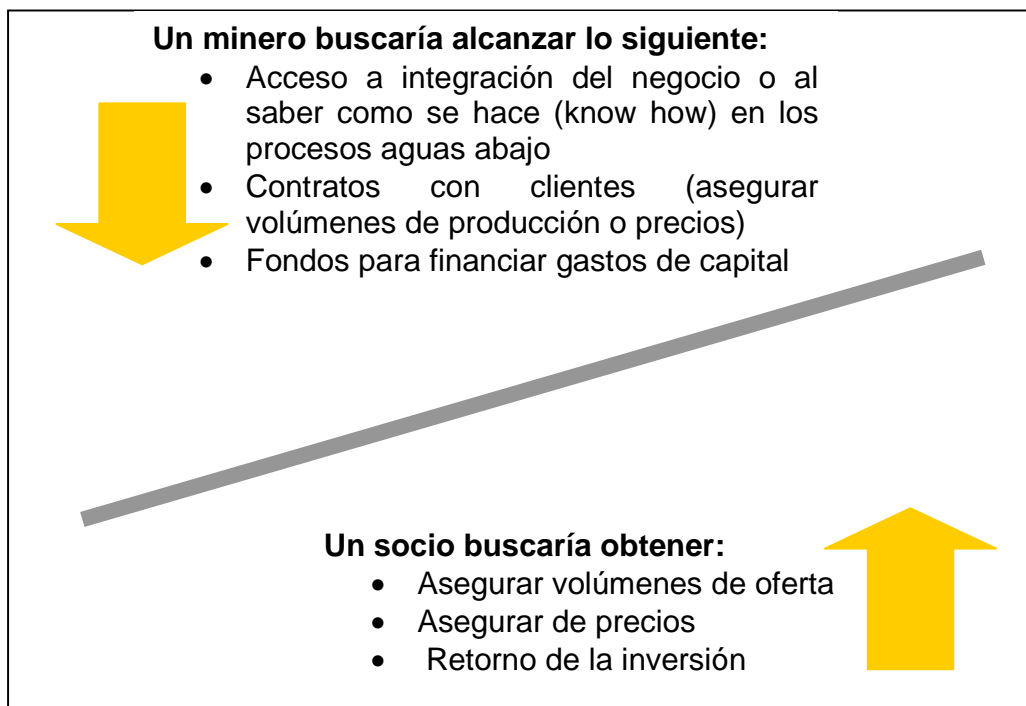 Un minero buscaría alcanzar lo siguiente:
• Acceso a integración del negocio o al
saber como se hace (know how) en los
procesos aguas abajo
• Contratos con clientes (asegurar
volúmenes de producción o precios)
• Fondos para financiar gastos de capital
Un socio buscaría obtener:
• Asegurar volúmenes de oferta
• Asegurar de precios
• Retorno de la inversión